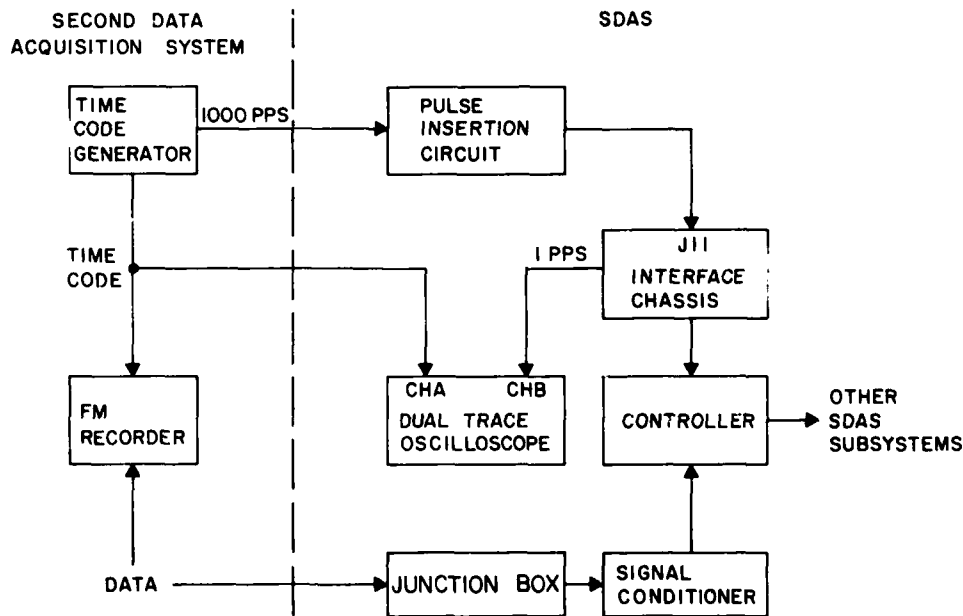 SECOND DATA
ACQUISITION SYSTEM
SDAS
TIME
CODE
GENERATOR
1000 PPS
PULSE
INSERTION
CIRCUIT
TIME
CODE
1 PPS
J11
INTERFACE
CHASSIS
FM
RECORDER
CHA CHB
DUAL TRACE
OSCILLOSCOPE
CONTROLLER
OTHER
SDAS
SUBSYSTEMS
DATA
JUNCTION BOX
SIGNAL
CONDITIONER